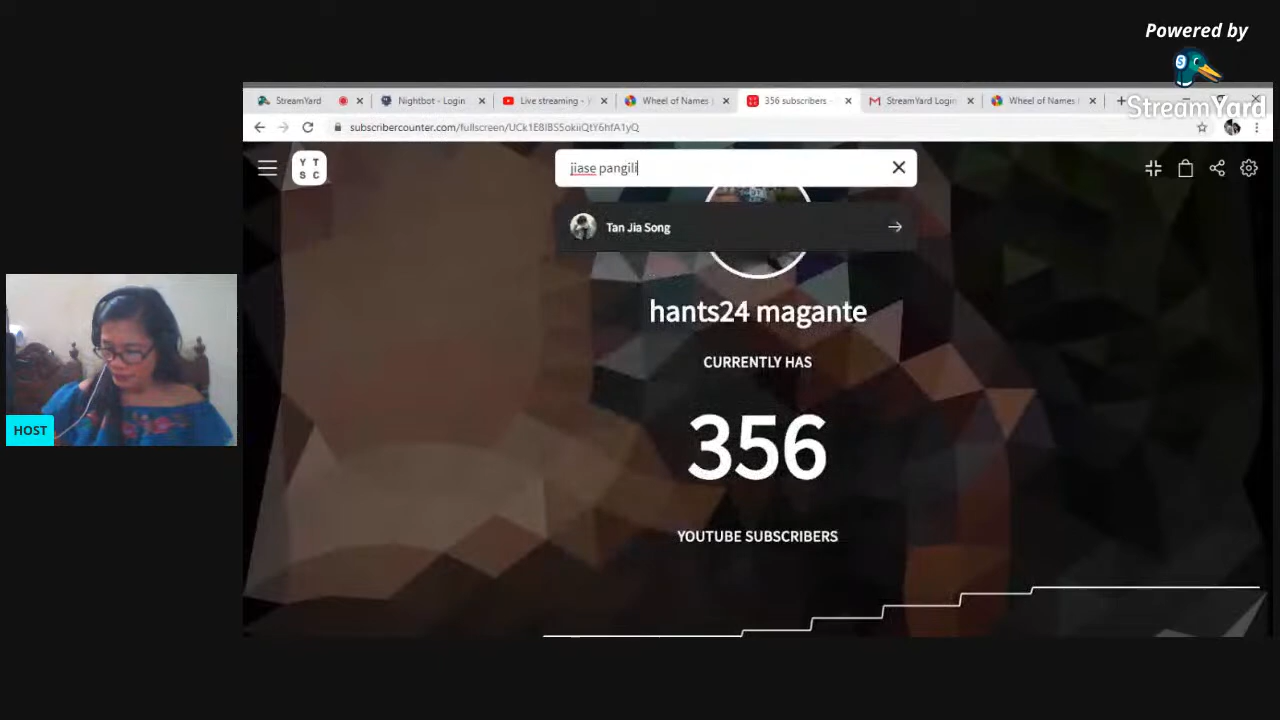 Powered by
StreamYard
StreamYard
Nightbot - Login
Live streaming - Y
Wheel of Names
356 subscribers -
StreamYard Login
Wheel of Names |
subscribercounter.com/fullscreen/UCk1E8IBS5okiiQtY6hfA1yQ
Y T
S C
jiase pangili
Tan Jia Song
hants24 magante
CURRENTLY HAS
356
YOUTUBE SUBSCRIBERS
HOST